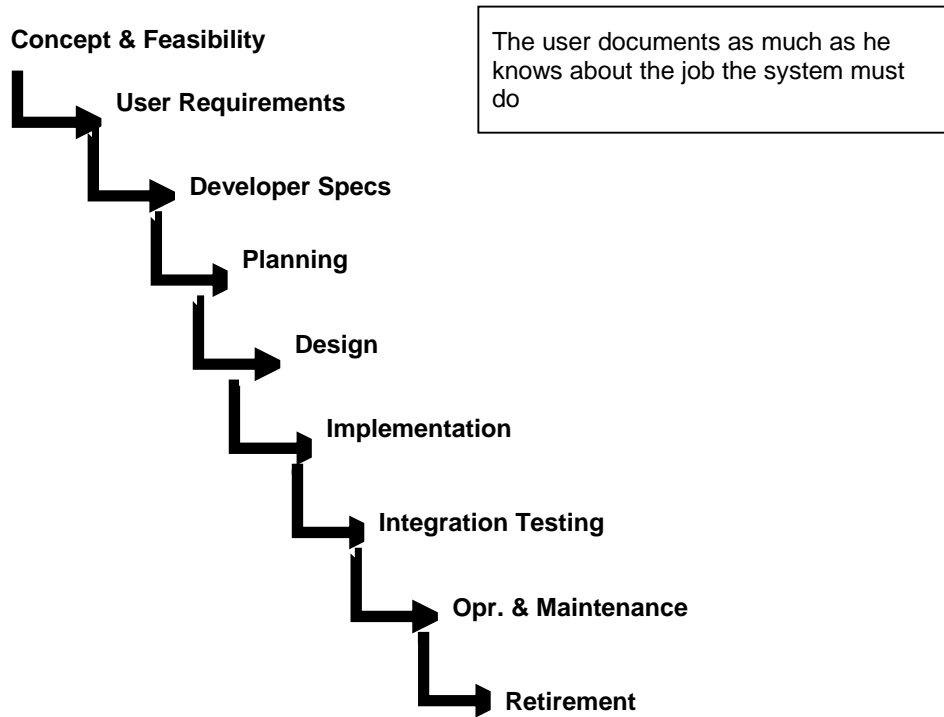 Concept & Feasibility
The user documents as much as he
knows about the job the system must
do
User Requirements
Developer Specs
Planning
Design
Implementation
Integration Testing
Opr. & Maintenance
Retirement